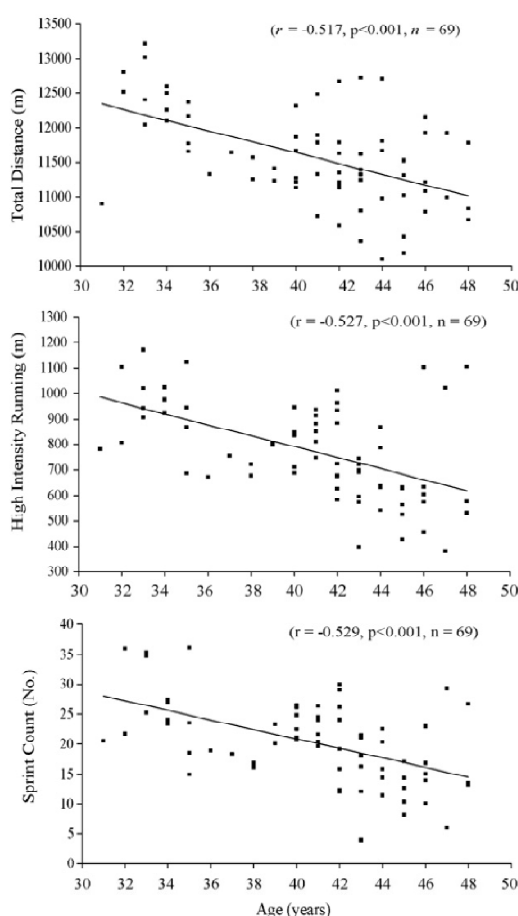 (r = -0.517, p<0.001, n = 69)
Total Distance (m)
13500
13000
12500
12000
11500
11000
10500
10000
30 32 34 36 38 40 42 44 46 48 50
(r = -0.527, p<0.001, n = 69)
High Intensity Running (m)
1300
1200
1100
1000
900
800
700
600
500
400
300
30 32 34 36 38 40 42 44 46 48 50
(r = -0.529, p<0.001, n = 69)
Sprint Count (No.)
40
35
30
25
20
15
10
5
0
30 32 34 36 38 40 42 44 46 48 50
Age (years)